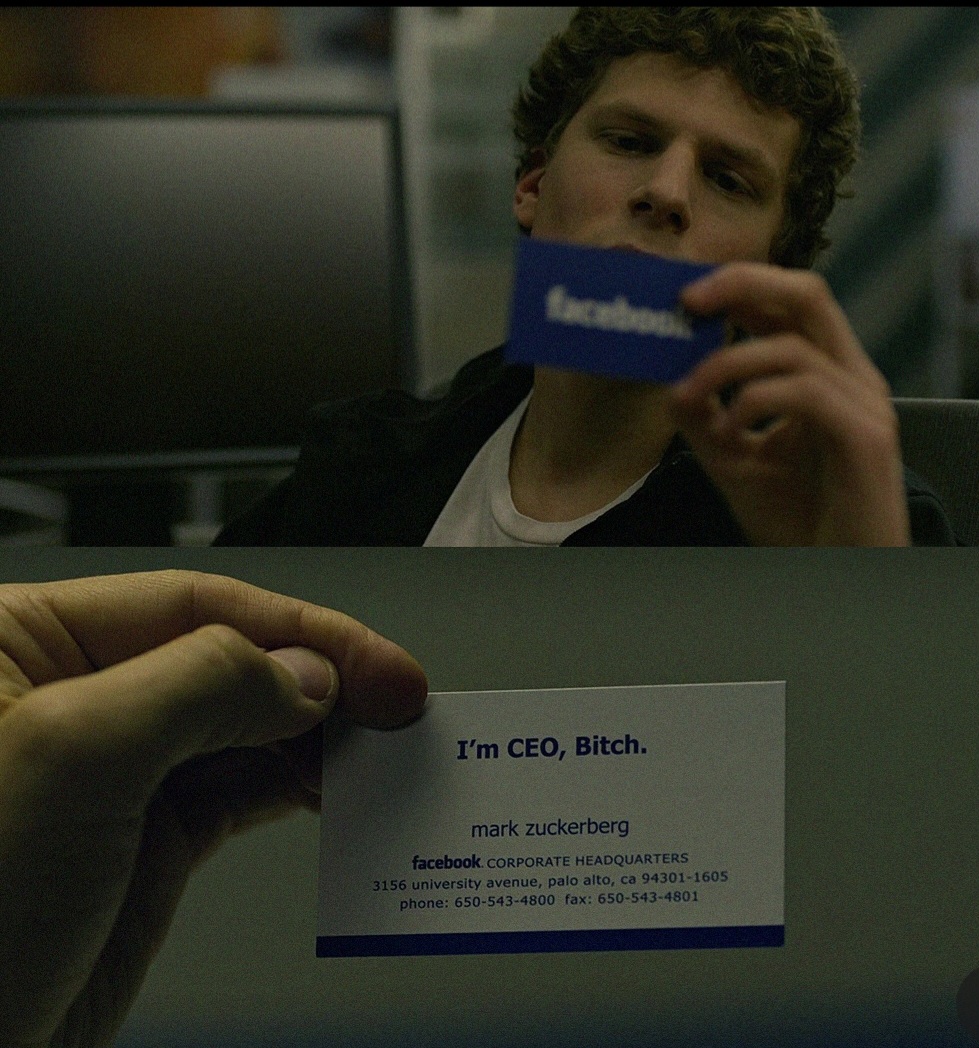 facebook
I'm CEO, Bitch.
mark zuckerberg
facebook. CORPORATE HEADQUARTERS
3156 university avenue, palo alto, ca 94301-1605
phone: 650-543-4800 fax: 650-543-4801